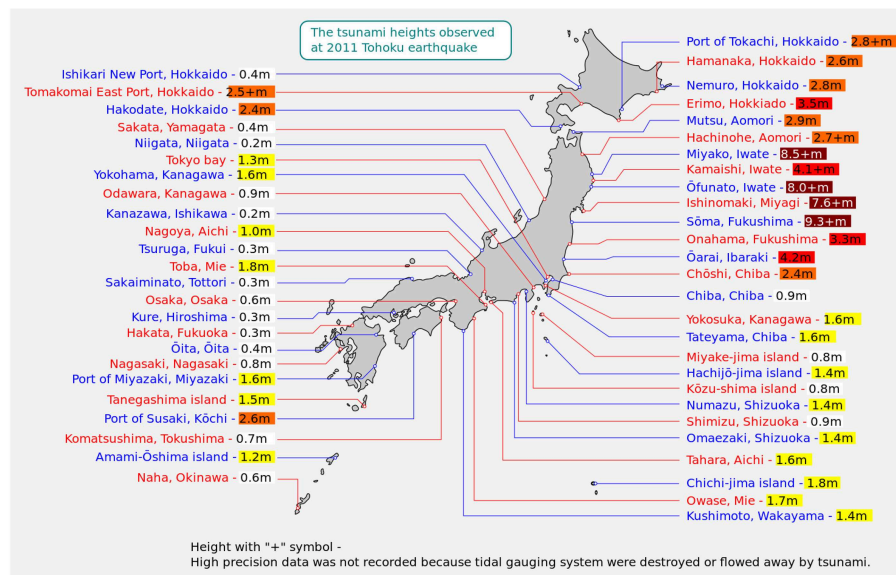 The tsunami heights observed
at 2011 Tohoku earthquake
Ishikari New Port, Hokkaido - 0.4m
Tomakomai East Port, Hokkaido - 2.5+m
Hakodate, Hokkaido - 2.4m
Sakata, Yamagata - 0.4m
Niigata, Niigata - 0.2m
Tokyo bay - 1.3m
Yokohama, Kanagawa - 1.6m
Odawara, Kanagawa - 0.9m
Kanazawa, Ishikawa - 0.2m
Nagoya, Aichi - 1.0m
Tsuruga, Fukui - 0.3m
Toba, Mie - 1.8m
Sakaiminato, Tottori - 0.3m
Osaka, Osaka - 0.6m
Kure, Hiroshima - 0.3m
Hakata, Fukuoka - 0.3m
Ōita, Ōita - 0.4m
Nagasaki, Nagasaki - 0.8m
Port of Miyazaki, Miyazaki - 1.6m
Tanegashima island - 1.5m
Port of Susaki, Kōchi - 2.6m
Komatsushima, Tokushima - 0.7m
Amami-Ōshima island - 1.2m
Naha, Okinawa - 0.6m
Port of Tokachi, Hokkaido - 2.8+m
Hamanaka, Hokkaido - 2.6m
Nemuro, Hokkaido - 2.8m
Erimo, Hokkiado - 3.5m
Mutsu, Aomori - 2.9m
Hachinohe, Aomori - 2.7+m
Miyako, Iwate - 8.5+m
Kamaishi, Iwate - 4.1+m
Ōfunato, Iwate - 8.0+m
Ishinomaki, Miyagi - 7.6+m
Sōma, Fukushima - 9.3+m
Onahama, Fukushima - 3.3m
Ōarai, Ibaraki - 4.2m
Chōshi, Chiba - 2.4m
Chiba, Chiba - 0.9m
Yokosuka, Kanagawa - 1.6m
Tateyama, Chiba - 1.6m
Miyake-jima island - 0.8m
Hachijō-jima island - 1.4m
Kōzu-shima island - 0.8m
Numazu, Shizuoka - 1.4m
Shimizu, Shizuoka - 0.9m
Omaezaki, Shizuoka - 1.4m
Tahara, Aichi - 1.6m
Chichi-jima island - 1.8m
Owase, Mie - 1.7m
Kushimoto, Wakayama - 1.4m
Height with "+" symbol -
High precision data was not recorded because tidal gauging system were destroyed or flowed away by tsunami.